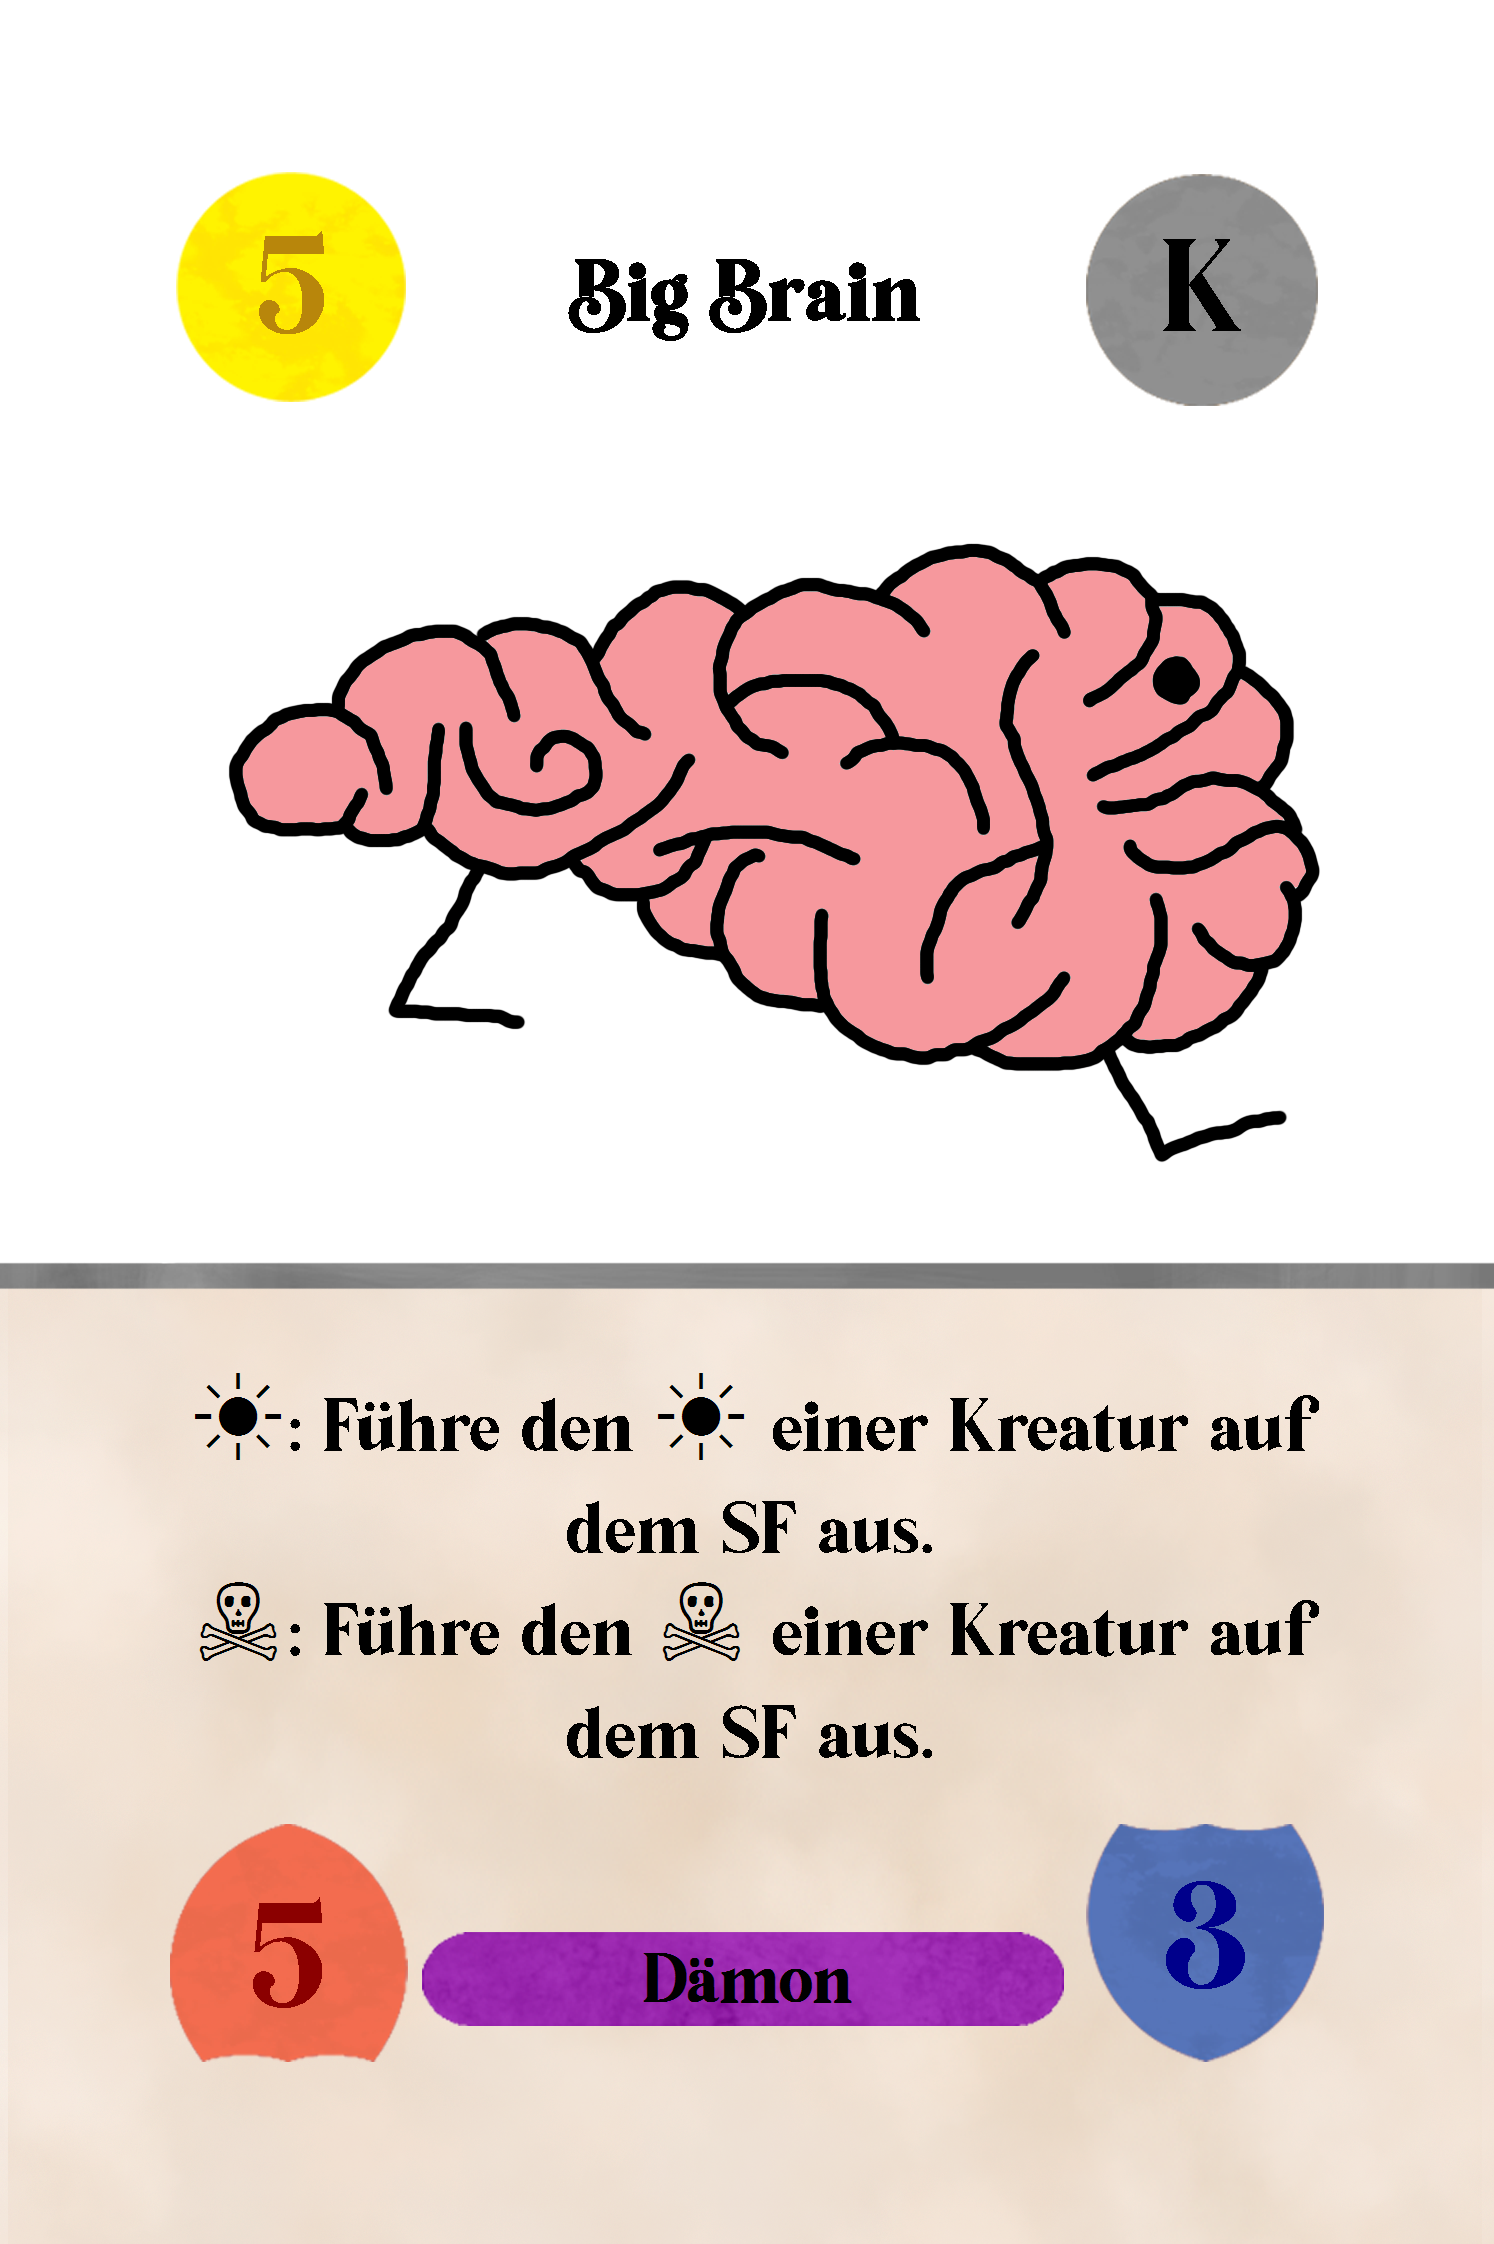 5
Big Brain
K
☀: Führe den ☀ einer Kreatur auf
dem SF aus.
☠: Führe den ☠ einer Kreatur auf
dem SF aus.
5
Dämon
3